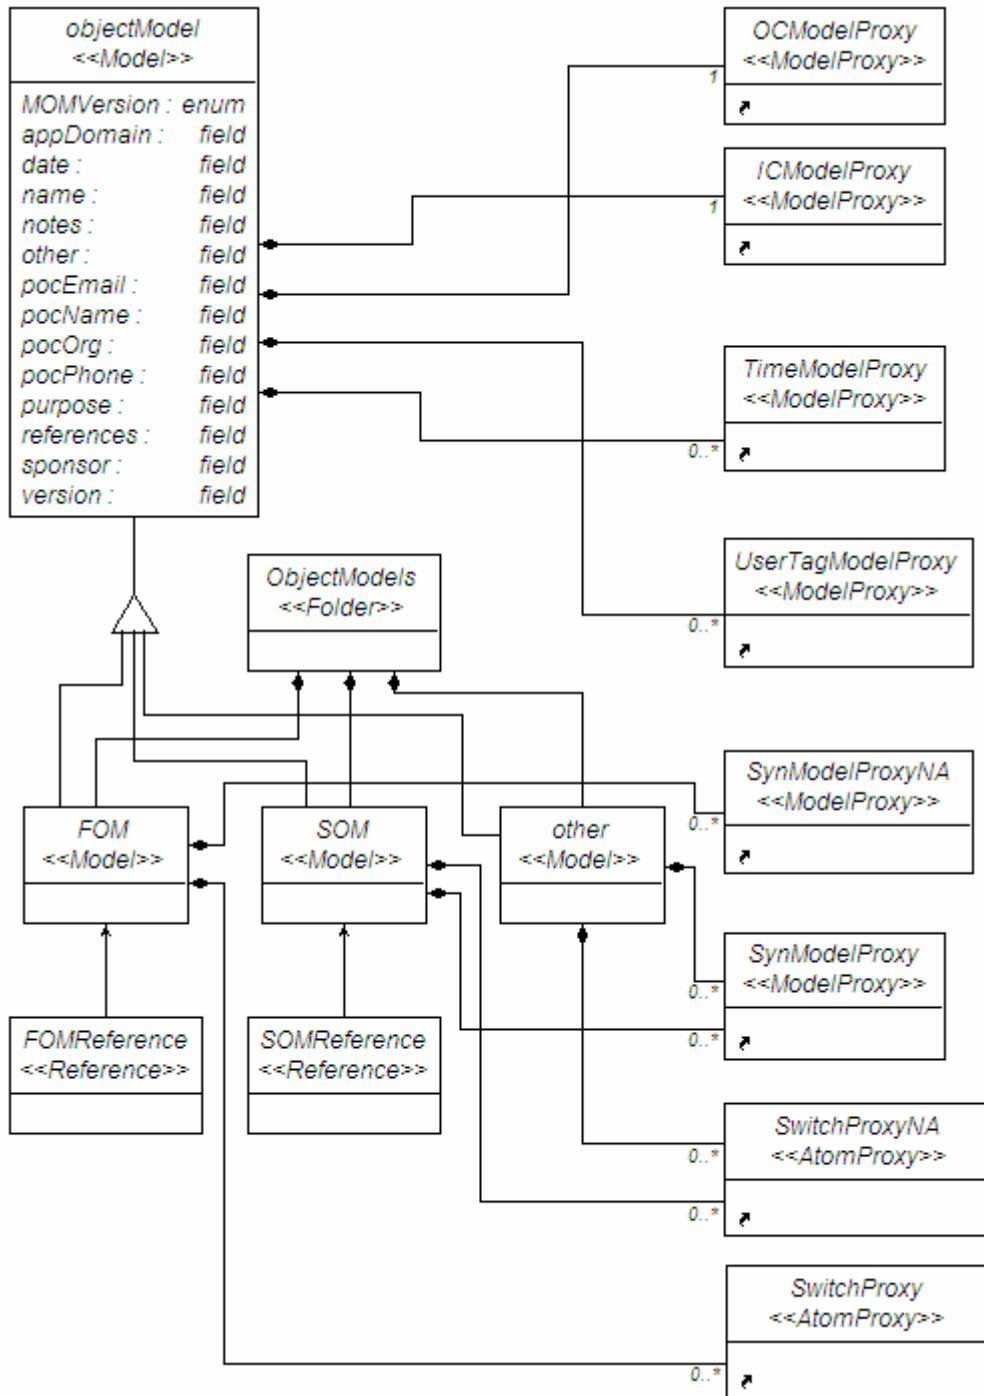 objectModel
<<Model>>
MOMVersion : enum
appDomain : field
date : field
name : field
notes : field
other : field
pocEmail : field
pocName : field
pocOrg : field
pocPhone : field
purpose : field
references : field
sponsor : field
version : field
OCModelProxy
<<ModelProxy>>
1
ICModelProxy
<<ModelProxy>>
1
TimeModelProxy
<<ModelProxy>>
0..*
UserTagModelProxy
<<ModelProxy>>
0..*
ObjectModels
<<Folder>>
SynModelProxyNA
<<ModelProxy>>
0..*
FOM
<<Model>>
SOM
<<Model>>
other
<<Model>>
SynModelProxy
<<ModelProxy>>
0..*
0..*
FOMReference
<<Reference>>
SOMReference
<<Reference>>
SwitchProxyNA
<<AtomProxy>>
0..*
0..*
SwitchProxy
<<AtomProxy>>
0..*